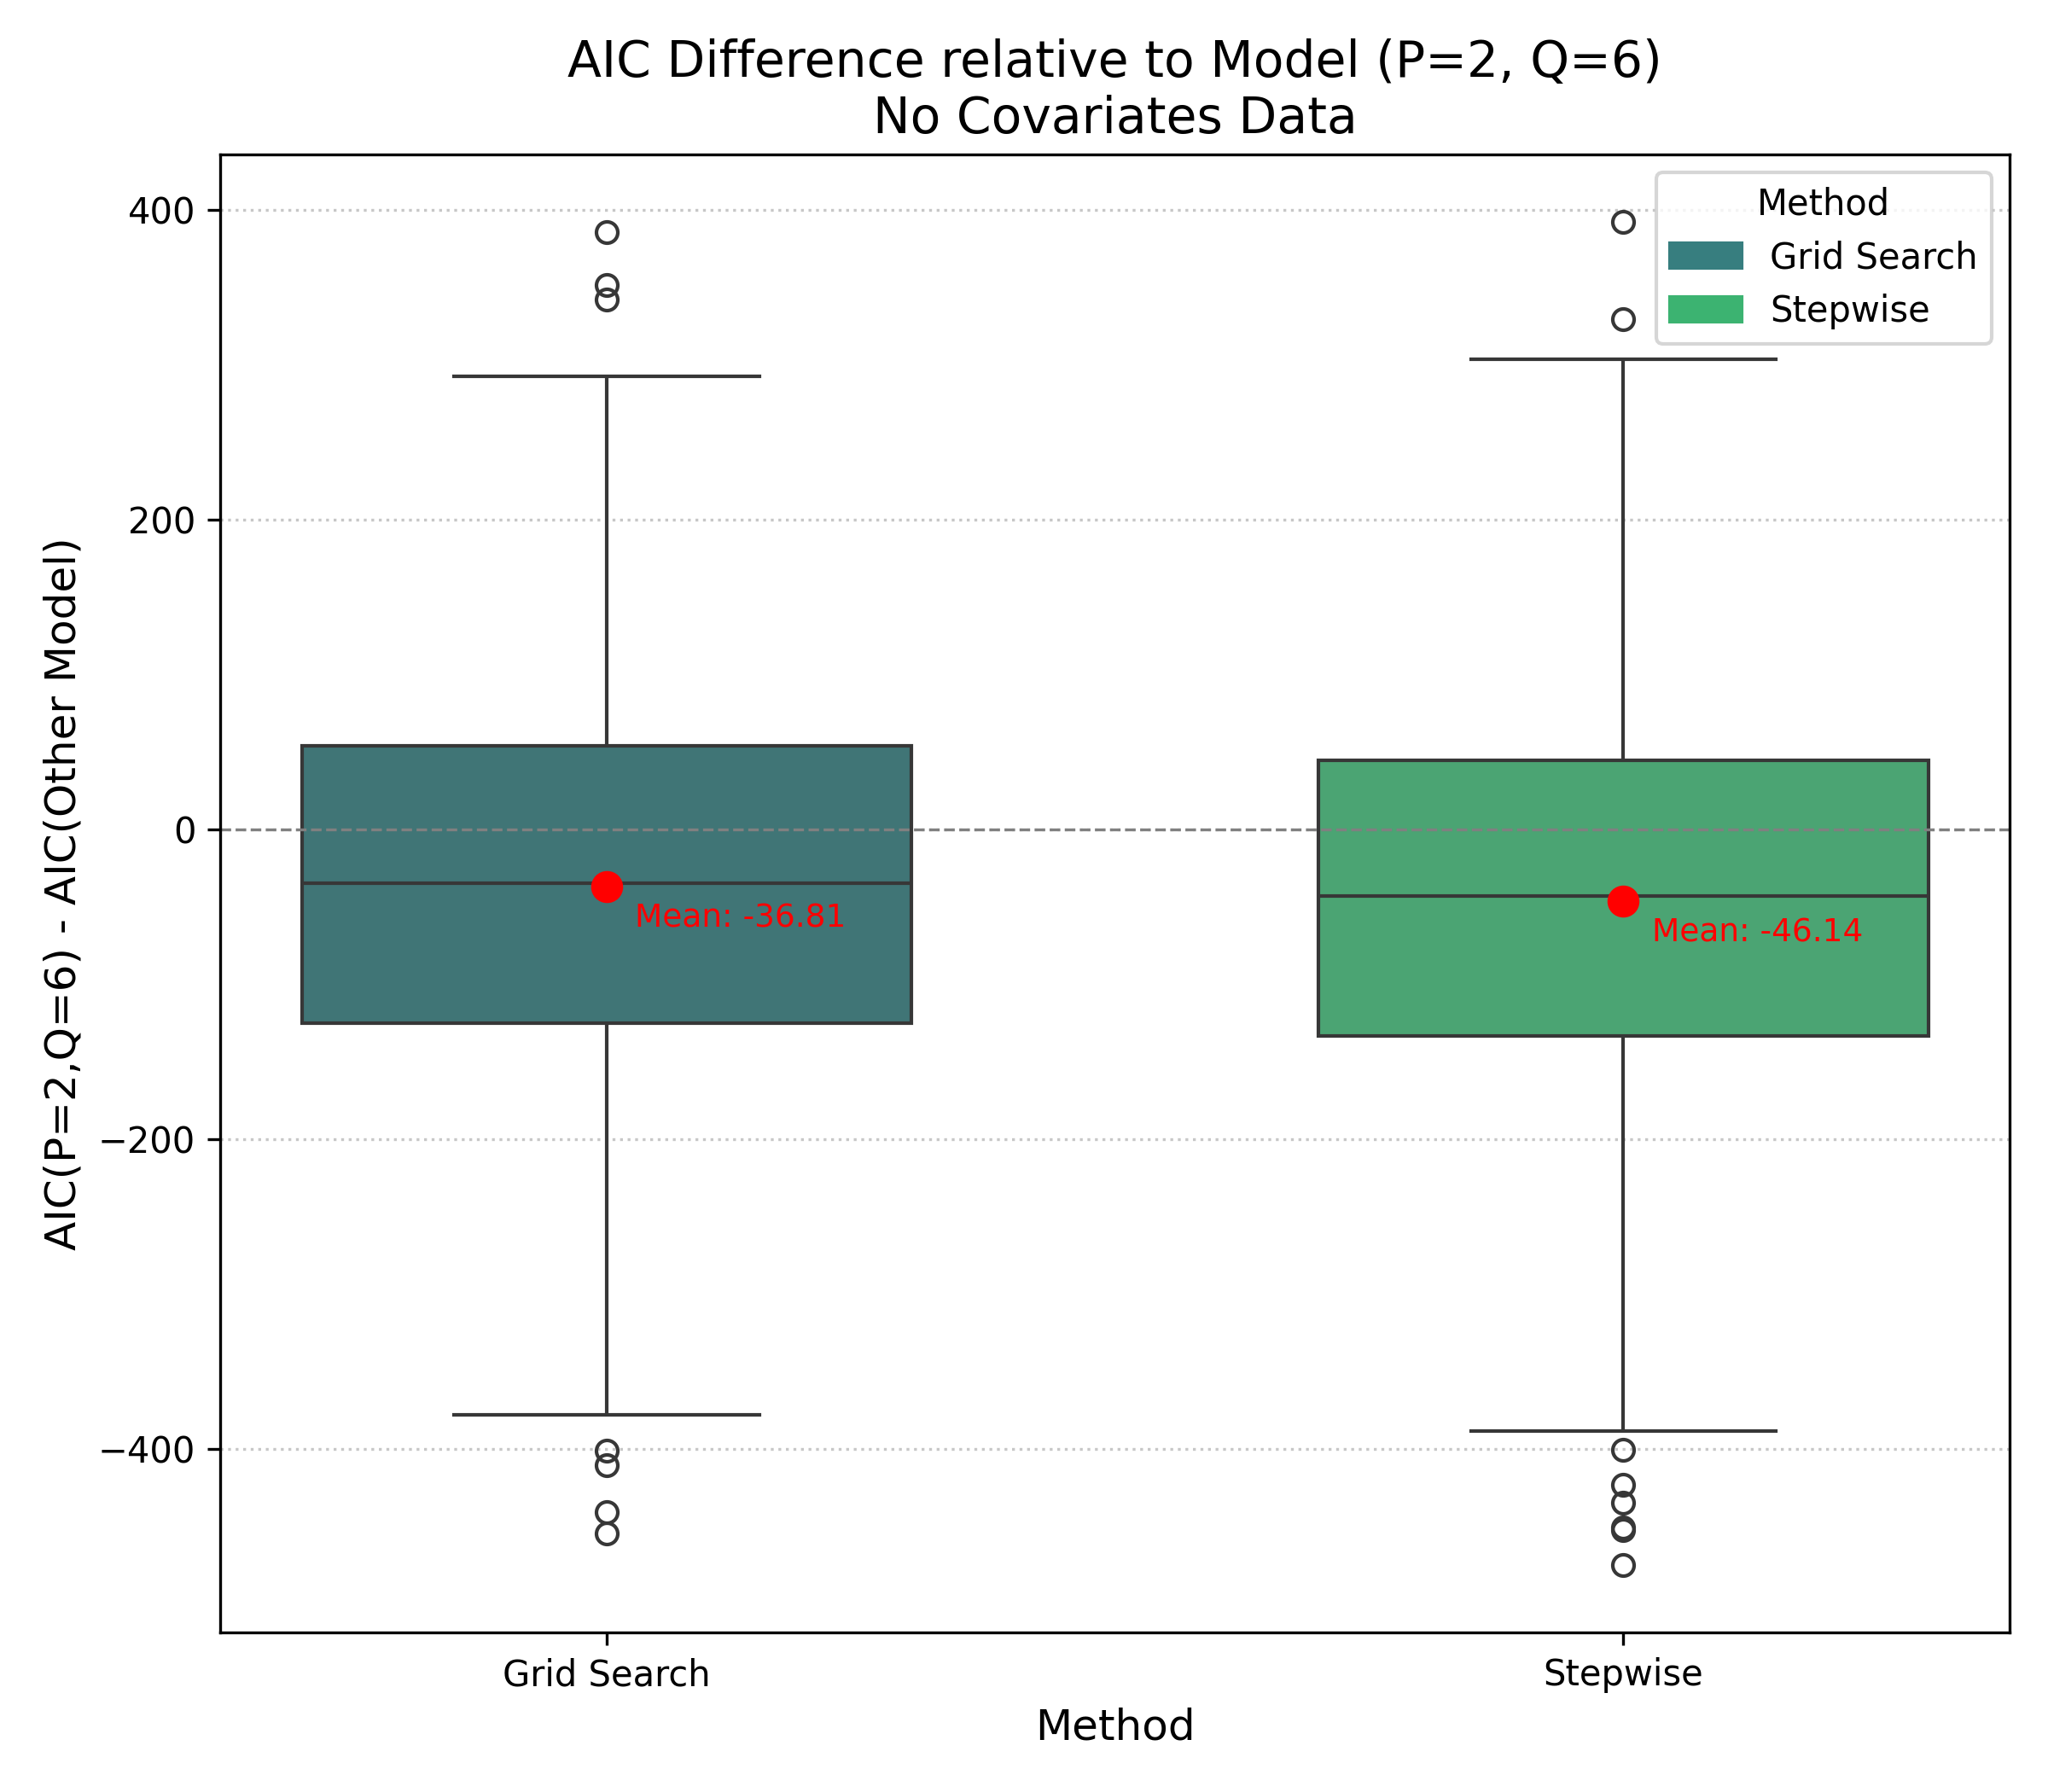 AIC Difference relative to Model (P=2, Q=6)
No Covariates Data
AIC(P=2,Q=6) - AIC(Other Model)
400
200
0
−200
−400
Method
Grid Search
Stepwise
Mean: -36.81
Mean: -46.14
Grid Search
Stepwise
Method